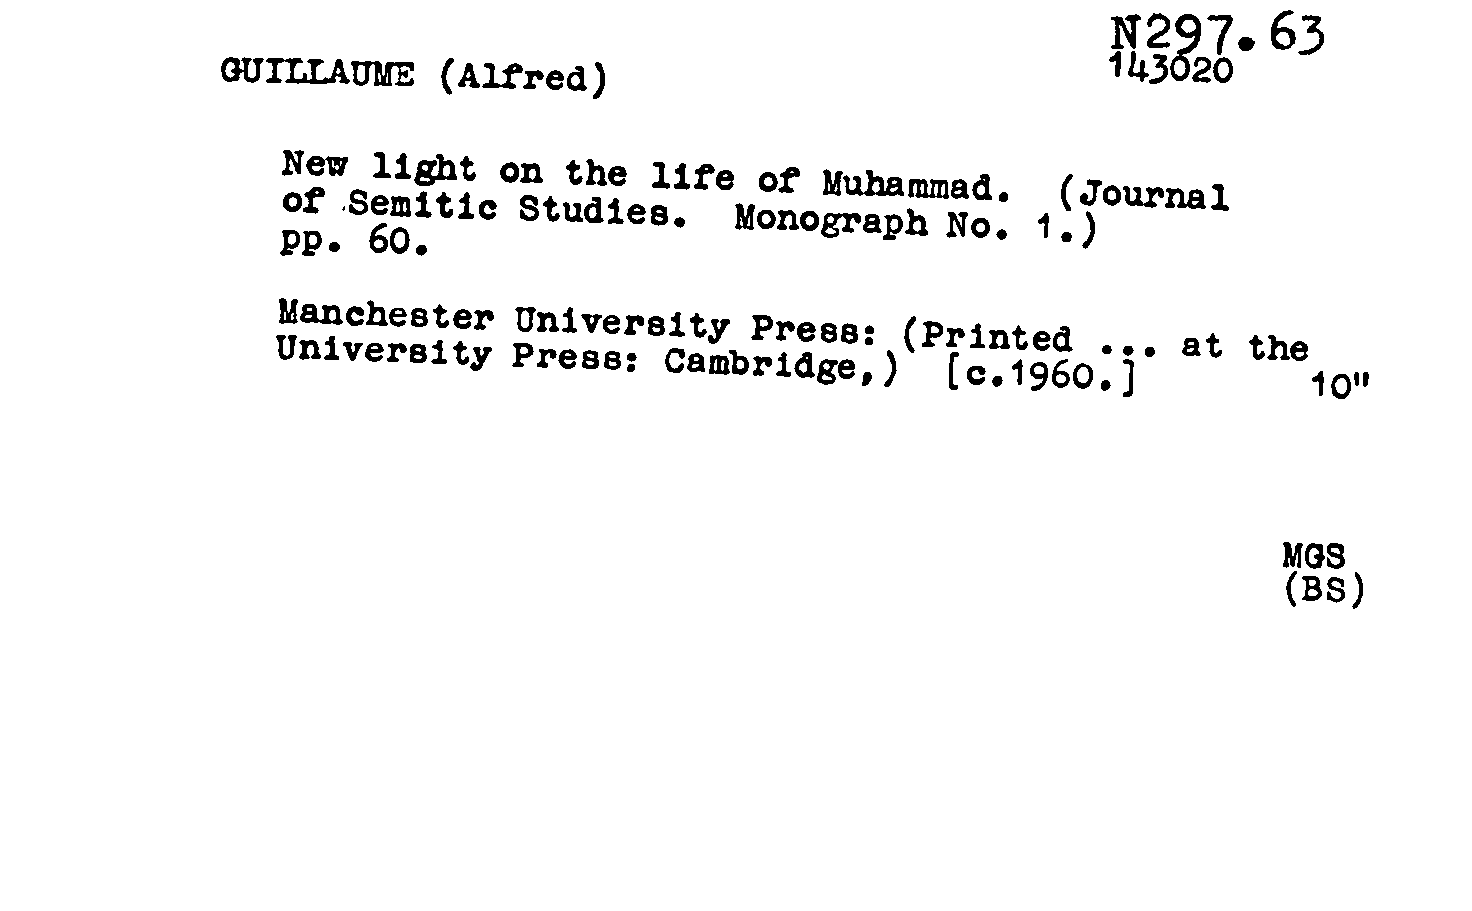 N297.63
143020
GUILLAUME (Alfred)
New light on the life of Muhammad. (Journal
of Semitic Studies. Monograph No. 1.)
pp. 60.
Manchester University Press: (Printed ... at the
University Press: Cambridge,) [c.1960.]
10"
MGS
(BS)